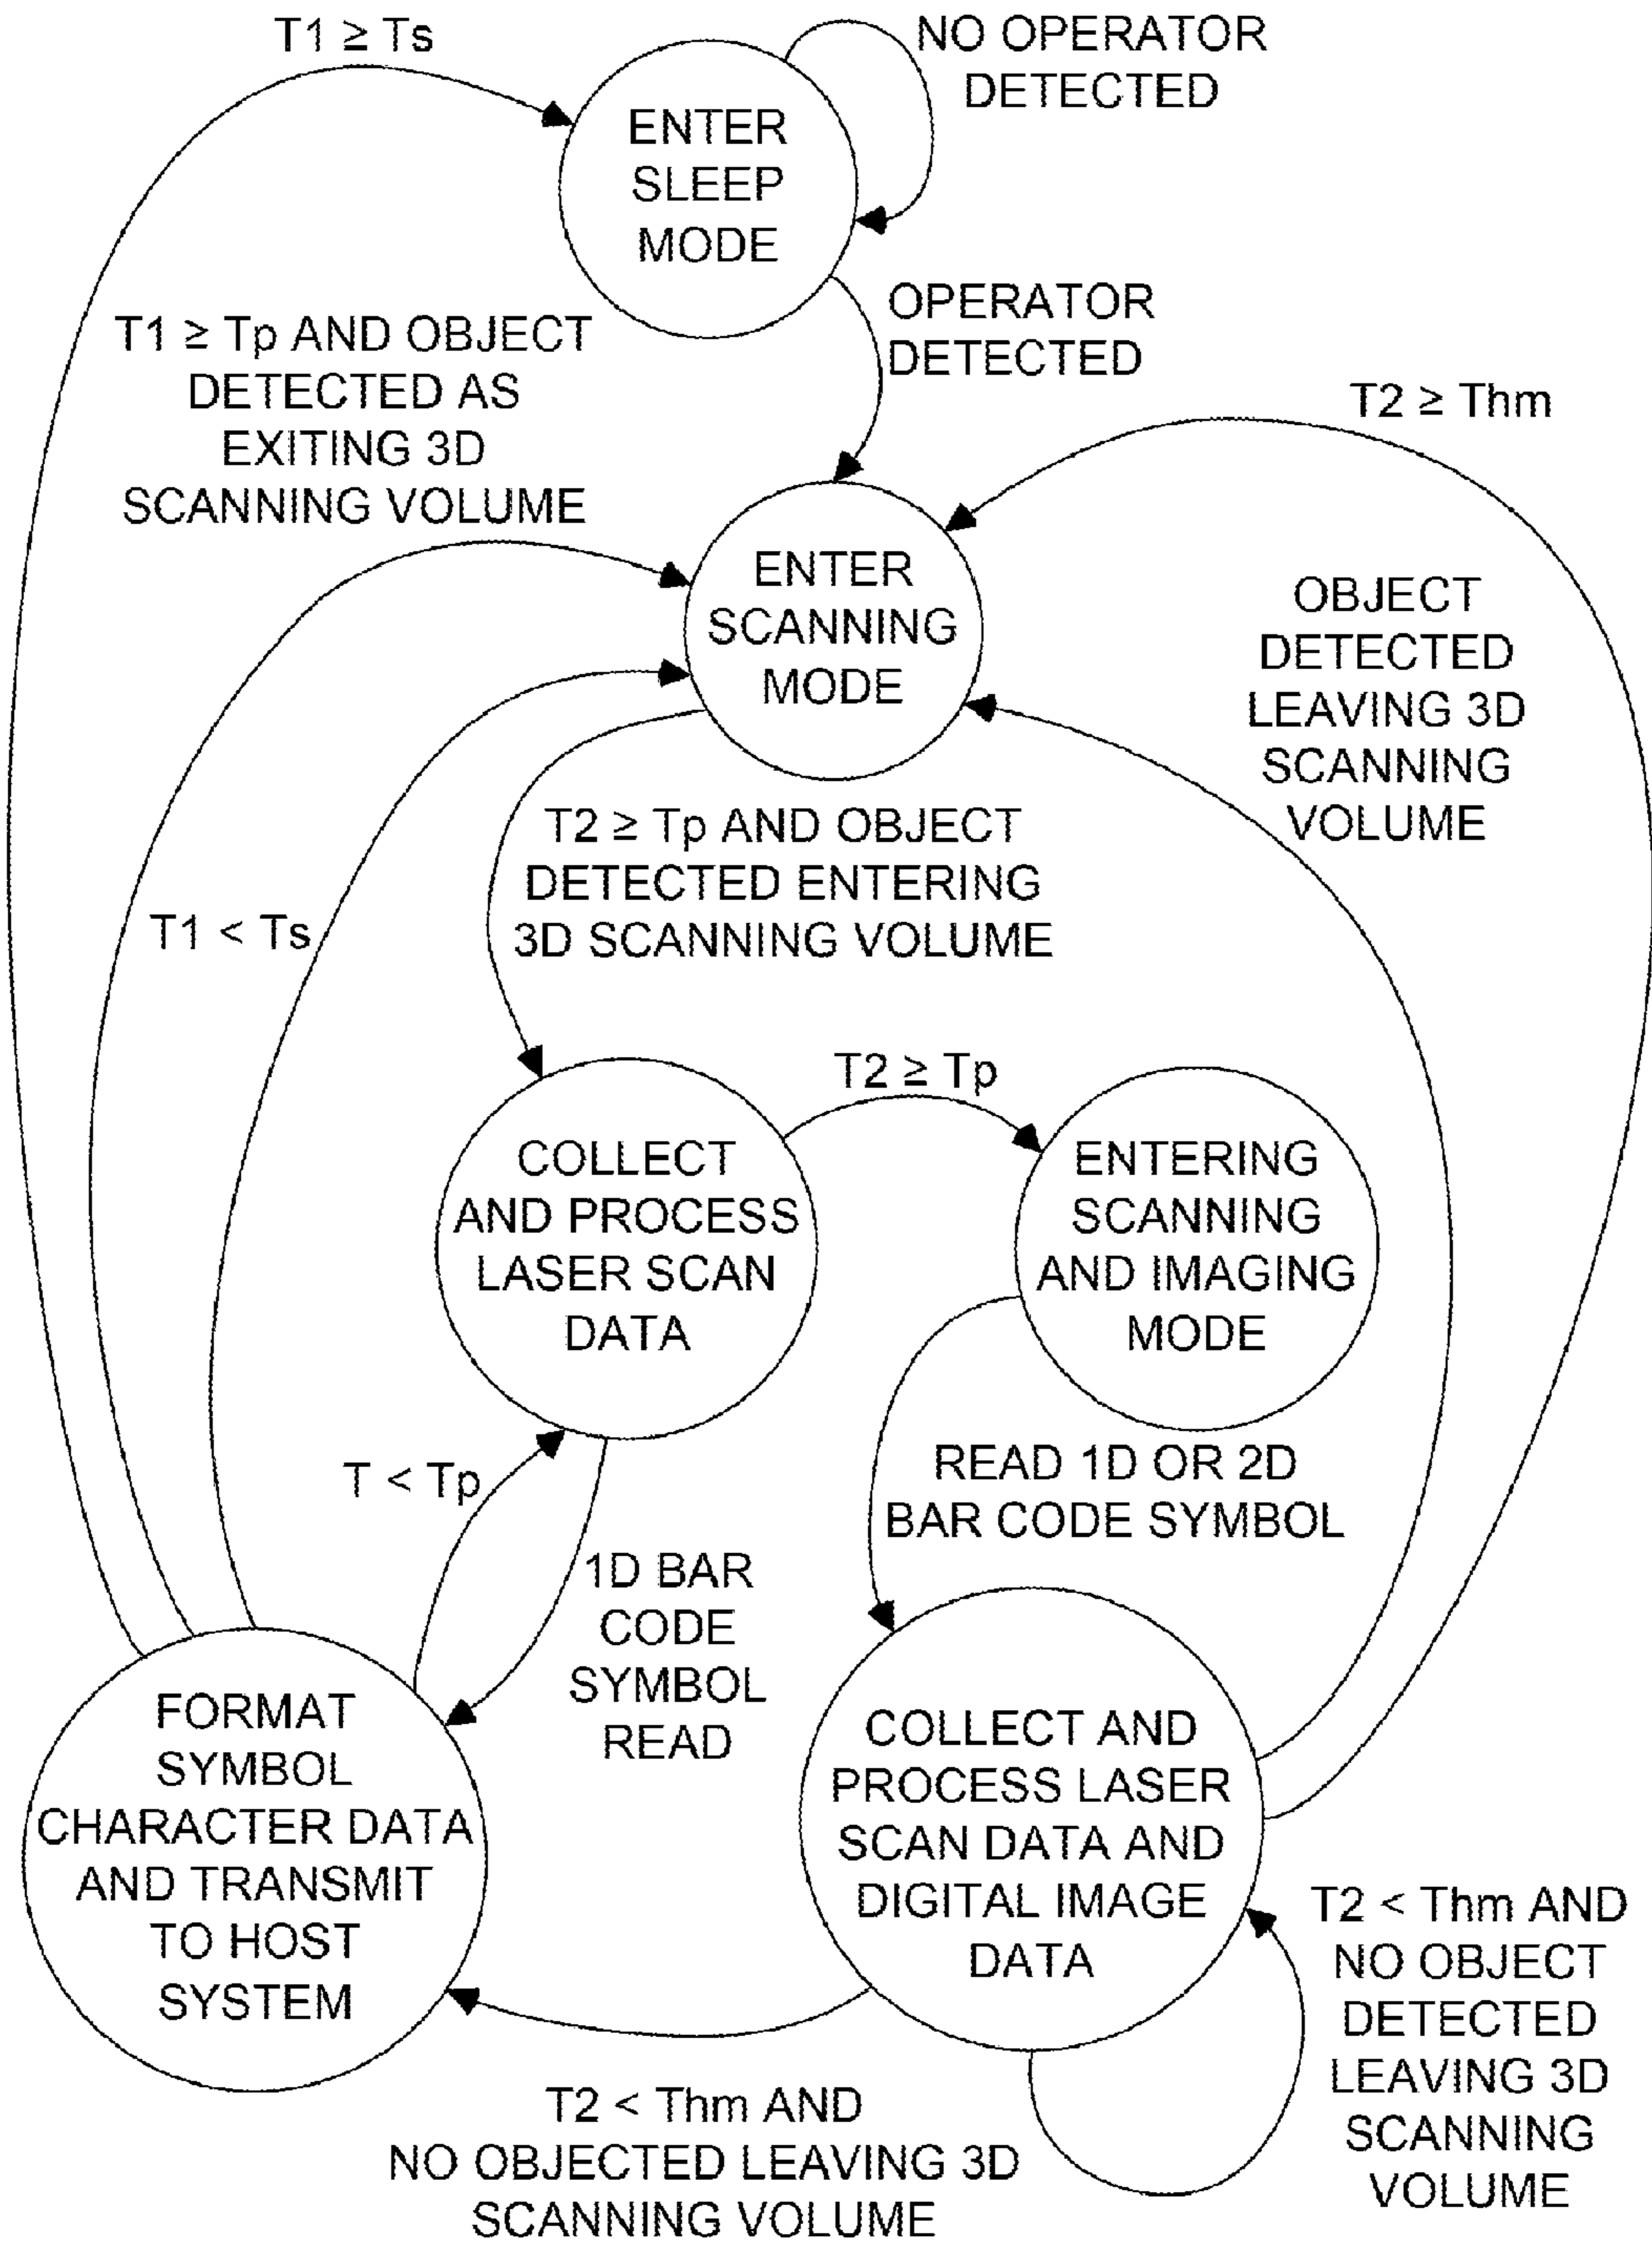 T1 ≥ Ts
NO OPERATOR
DETECTED
ENTER
SLEEP
MODE
OPERATOR
DETECTED
T1 ≥ Tp AND OBJECT
DETECTED AS
EXITING 3D
SCANNING VOLUME
T2 ≥ Thm
ENTER
SCANNING
MODE
OBJECT
DETECTED
LEAVING 3D
SCANNING
VOLUME
T2 ≥ Tp AND OBJECT
DETECTED ENTERING
3D SCANNING VOLUME
T1 < Ts
T2 ≥ Tp
COLLECT
AND PROCESS
LASER SCAN
DATA
ENTERING
SCANNING
AND IMAGING
MODE
T < Tp
READ 1D OR 2D
BAR CODE SYMBOL
1D BAR
CODE
SYMBOL
READ
FORMAT
SYMBOL
CHARACTER DATA
AND TRANSMIT
TO HOST
SYSTEM
COLLECT AND
PROCESS LASER
SCAN DATA AND
DIGITAL IMAGE
DATA
T2 < Thm AND
NO OBJECT
DETECTED
LEAVING 3D
SCANNING
VOLUME
T2 < Thm AND
NO OBJECTED LEAVING 3D
SCANNING VOLUME